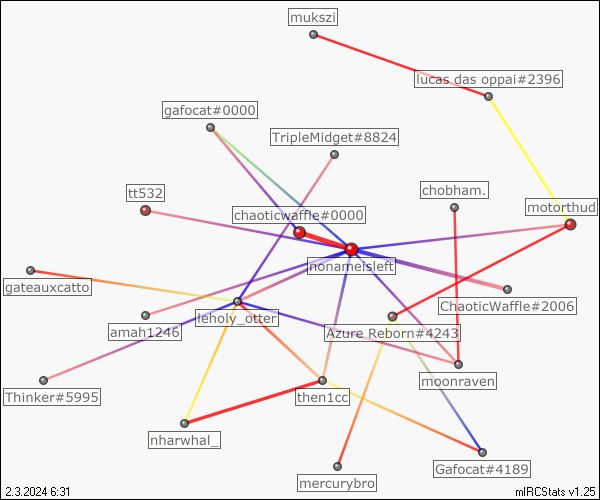 mukszi
lucas das oppai#2396
gafocat#0000
TripleMidget#8824
tt532
chobham.
chaoticwaffle#0000
motorthud
nonameisleft
gateauxcatto
ChaoticWaffle#2006
leholy_otter
amah1246
Azure Reborn#4243
moonraven
Thinker#5995
then1cc
nharwhal_
Gafocat#4189
mercurybro
2.3.2024 6:31
mIRCStats v1.25